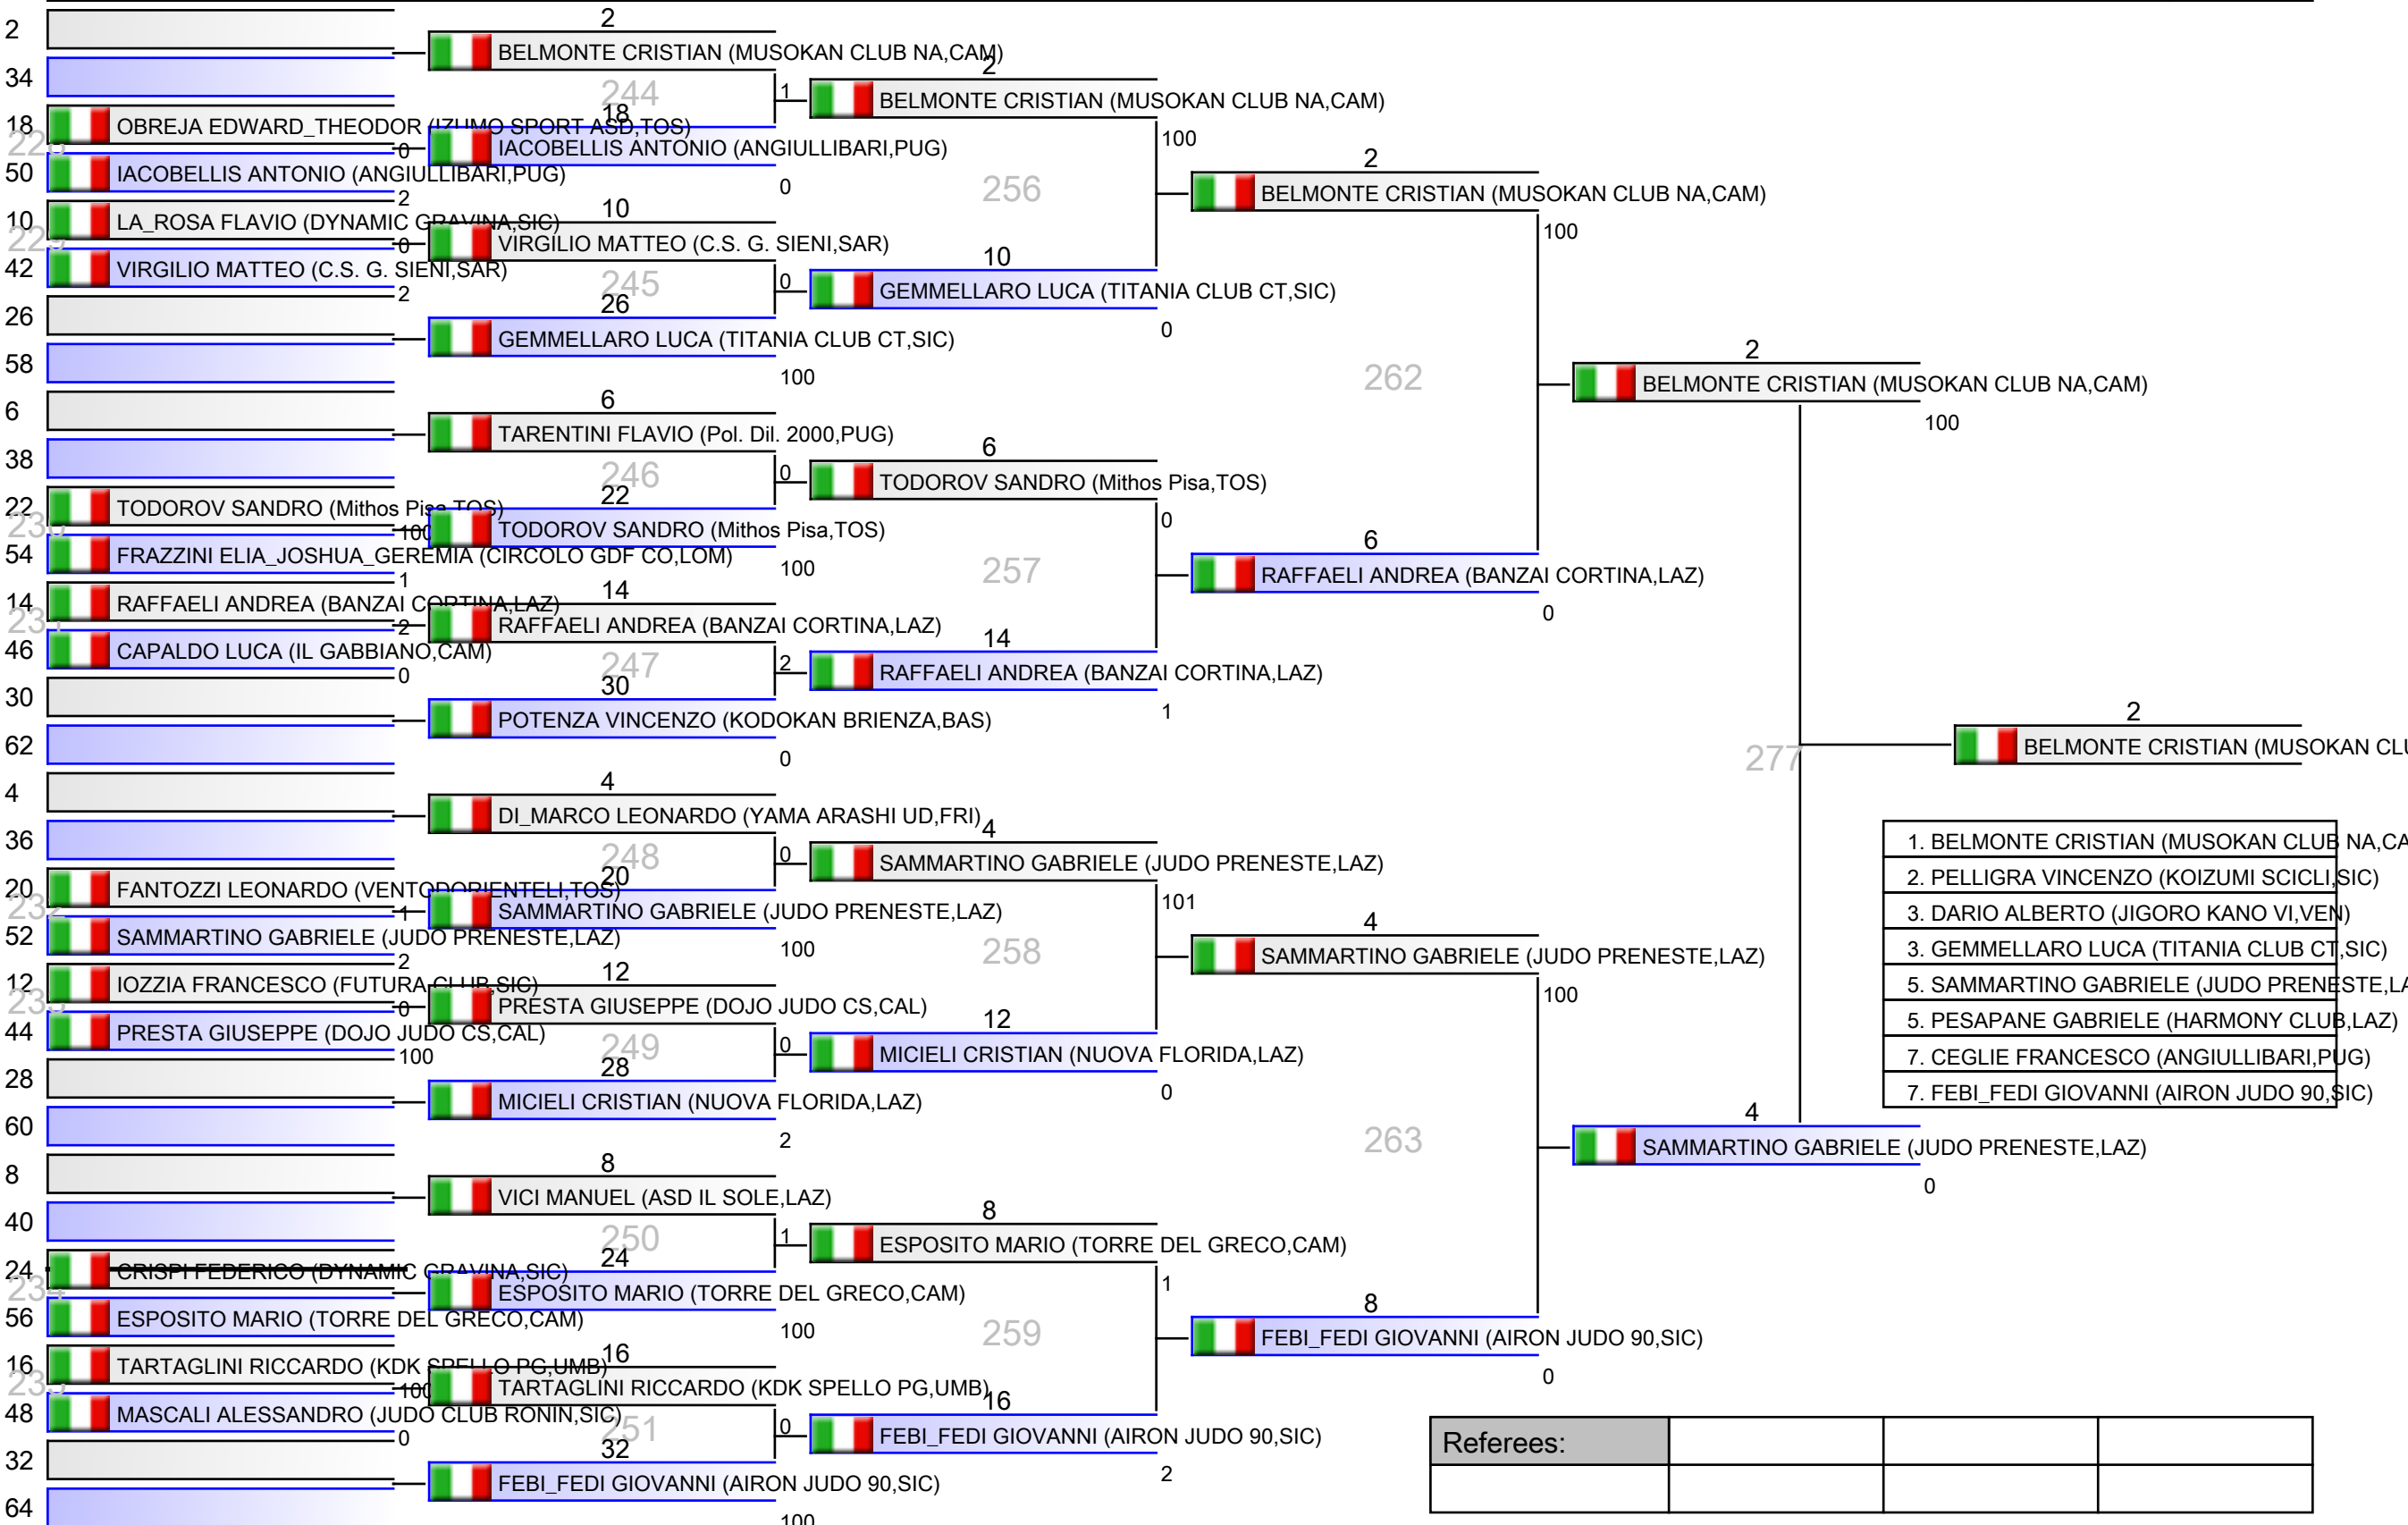 2
34
18
OBREJA EDWARD_THEODOR (IZUMO SPORT ASD,TOS)
0
50
IACOBELLIS ANTONIO (ANGIULLIBARI,PUG)
2
10
LA_ROSA FLAVIO (DYNAMIC GRAVINA,SIC)
229
0
42
VIRGILIO MATTEO (C.S. G. SIENI,SAR)
2
26
58
6
38
22
TODOROV SANDRO (Mithos Pisa,TOS)
230
100
54
FRAZZINI ELIA_JOSHUA_GEREMIA (CIRCOLO GDF CO,LOM)
1
14
RAFFAELI ANDREA (BANZAI CORTINA,LAZ)
231
2
46
CAPALDO LUCA (IL GABBIANO,CAM)
0
30
62
4
36
20
FANTOZZI LEONARDO (VENTODORIENTELI,TOS)
232
1
52
SAMMARTINO GABRIELE (JUDO PRENESTE,LAZ)
2
12
IOZZIA FRANCESCO (FUTURA CLUB,SIC)
233
0
44
PRESTA GIUSEPPE (DOJO JUDO CS,CAL)
100
28
60
8
40
24
CRISPI FEDERICO (DYNAMIC GRAVINA,SIC)
234
56
ESPOSITO MARIO (TORRE DEL GRECO,CAM)
16
TARTAGLINI RICCARDO (KDK SPELLO PG,UMB)
235
100
48
MASCALI ALESSANDRO (JUDO CLUB RONIN,SIC)
0
32
64
2
BELMONTE CRISTIAN (MUSOKAN CLUB NA,CAM)
244
1
18
IACOBELLIS ANTONIO (ANGIULLIBARI,PUG)
0
10
VIRGILIO MATTEO (C.S. G. SIENI,SAR)
245
0
26
GEMMELLARO LUCA (TITANIA CLUB CT,SIC)
100
6
TARENTINI FLAVIO (Pol. Dil. 2000,PUG)
246
0
22
TODOROV SANDRO (Mithos Pisa,TOS)
100
14
RAFFAELI ANDREA (BANZAI CORTINA,LAZ)
247
2
30
POTENZA VINCENZO (KODOKAN BRIENZA,BAS)
0
4
DI_MARCO LEONARDO (YAMA ARASHI UD,FRI)
248
0
20
SAMMARTINO GABRIELE (JUDO PRENESTE,LAZ)
100
12
PRESTA GIUSEPPE (DOJO JUDO CS,CAL)
249
0
28
MICIELI CRISTIAN (NUOVA FLORIDA,LAZ)
2
8
VICI MANUEL (ASD IL SOLE,LAZ)
250
1
24
ESPOSITO MARIO (TORRE DEL GRECO,CAM)
100
16
TARTAGLINI RICCARDO (KDK SPELLO PG,UMB)
251
0
32
FEBI_FEDI GIOVANNI (AIRON JUDO 90,SIC)
100
2
BELMONTE CRISTIAN (MUSOKAN CLUB NA,CAM)
100
256
10
GEMMELLARO LUCA (TITANIA CLUB CT,SIC)
0
6
TODOROV SANDRO (Mithos Pisa,TOS)
0
257
14
RAFFAELI ANDREA (BANZAI CORTINA,LAZ)
1
4
SAMMARTINO GABRIELE (JUDO PRENESTE,LAZ)
101
258
12
MICIELI CRISTIAN (NUOVA FLORIDA,LAZ)
0
8
ESPOSITO MARIO (TORRE DEL GRECO,CAM)
1
259
16
FEBI_FEDI GIOVANNI (AIRON JUDO 90,SIC)
2
2
BELMONTE CRISTIAN (MUSOKAN CLUB NA,CAM)
100
262
6
RAFFAELI ANDREA (BANZAI CORTINA,LAZ)
0
4
SAMMARTINO GABRIELE (JUDO PRENESTE,LAZ)
100
263
8
FEBI_FEDI GIOVANNI (AIRON JUDO 90,SIC)
0
2
BELMONTE CRISTIAN (MUSOKAN CLUB NA,CAM)
100
277
4
SAMMARTINO GABRIELE (JUDO PRENESTE,LAZ)
0
2
BELMONTE CRISTIAN (MUSOKAN CLU
1. BELMONTE CRISTIAN (MUSOKAN CLUB NA,CA
2. PELLIGRA VINCENZO (KOIZUMI SCICLI,SIC)
3. DARIO ALBERTO (JIGORO KANO VI,VEN)
3. GEMMELLARO LUCA (TITANIA CLUB CT,SIC)
5. SAMMARTINO GABRIELE (JUDO PRENESTE,LA
5. PESAPANE GABRIELE (HARMONY CLUB,LAZ)
7. CEGLIE FRANCESCO (ANGIULLIBARI,PUG)
7. FEBI_FEDI GIOVANNI (AIRON JUDO 90,SIC)
Referees: